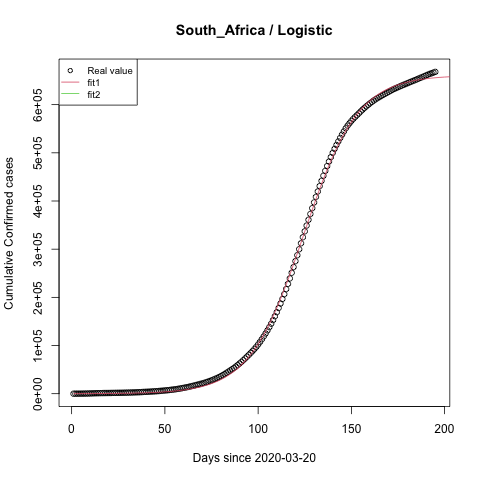 South_Africa / Logistic
Real value
fit1
fit2
Cumulative Confirmed cases
6e+05
5e+05
4e+05
3e+05
2e+05
1e+05
0e+00
0 50 100 150 200
Days since 2020-03-20